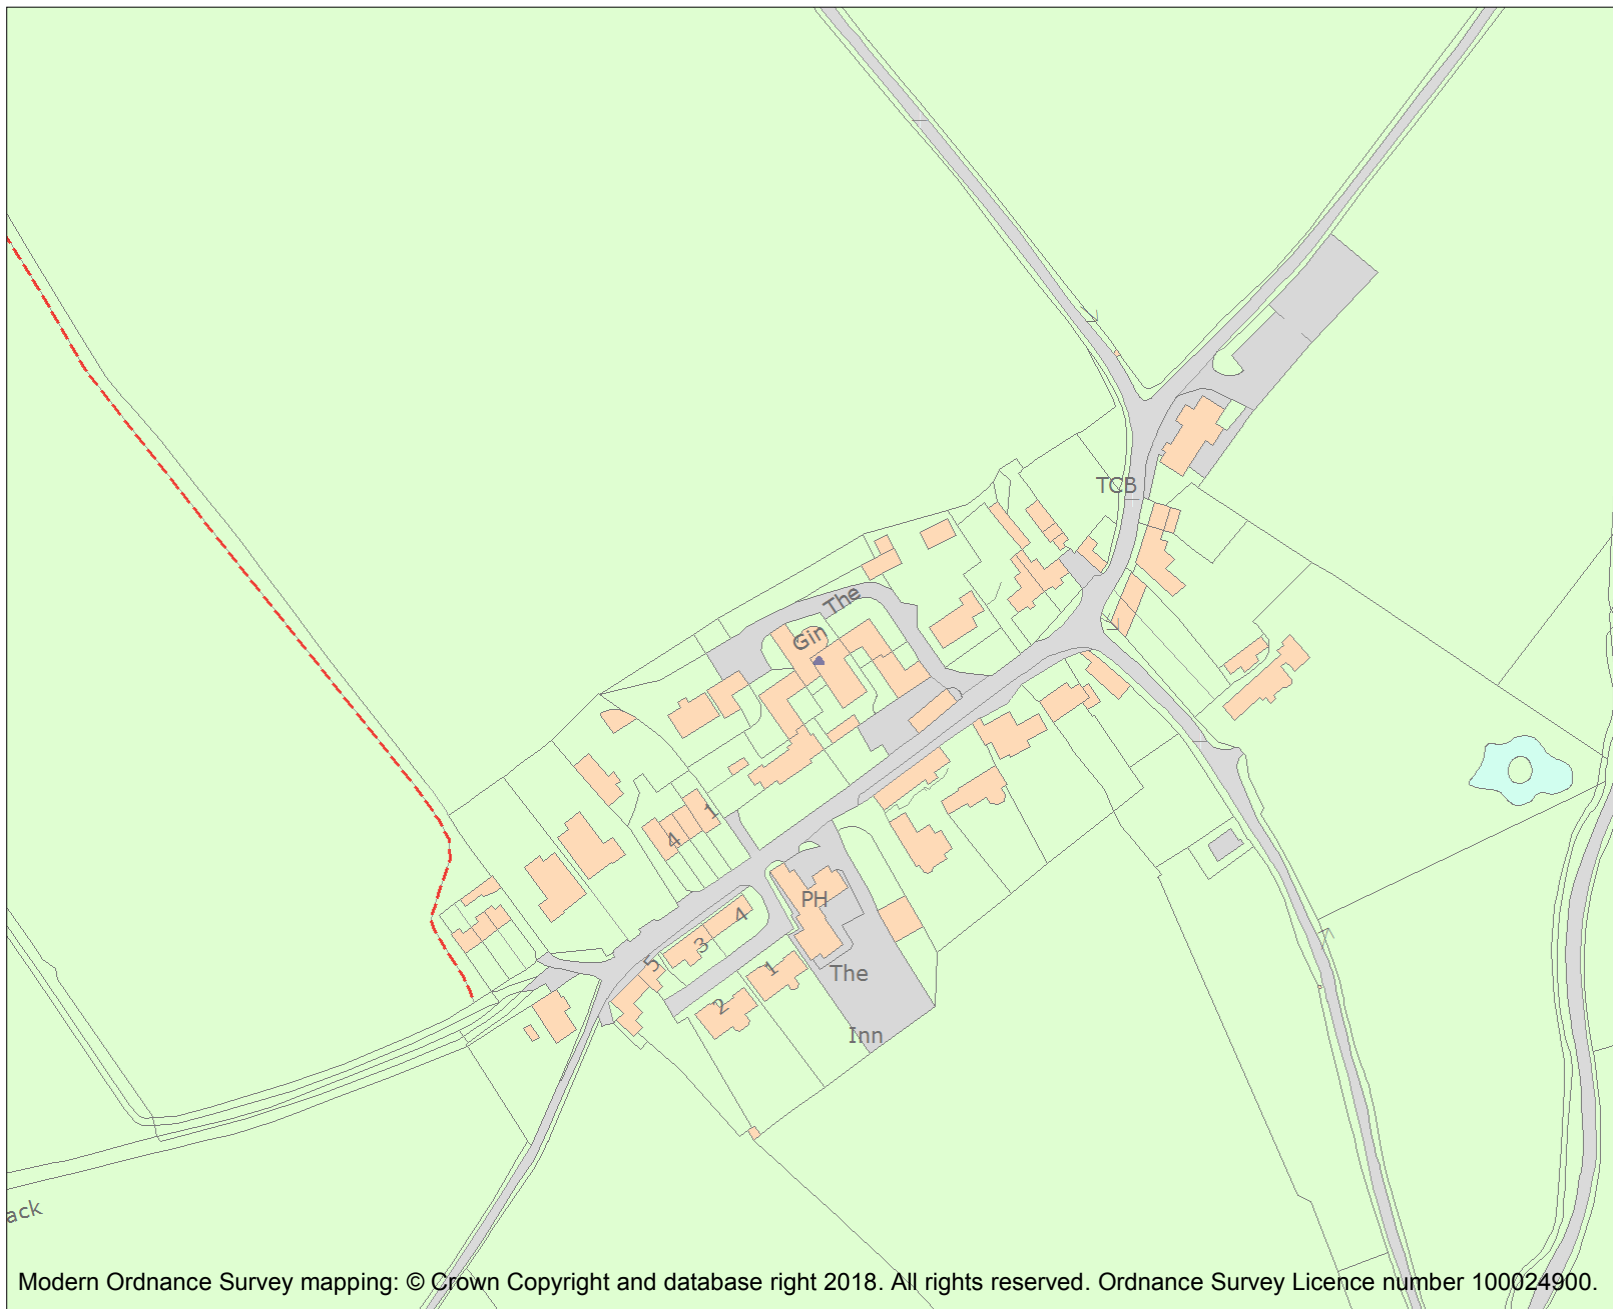 TCB
The
Gin
1
4
PH
4
3
5
1
2
The
Inn
ack
Modern Ordnance Survey mapping: © Crown Copyright and database right 2018. All rights reserved. Ordnance Survey Licence number 100024900.